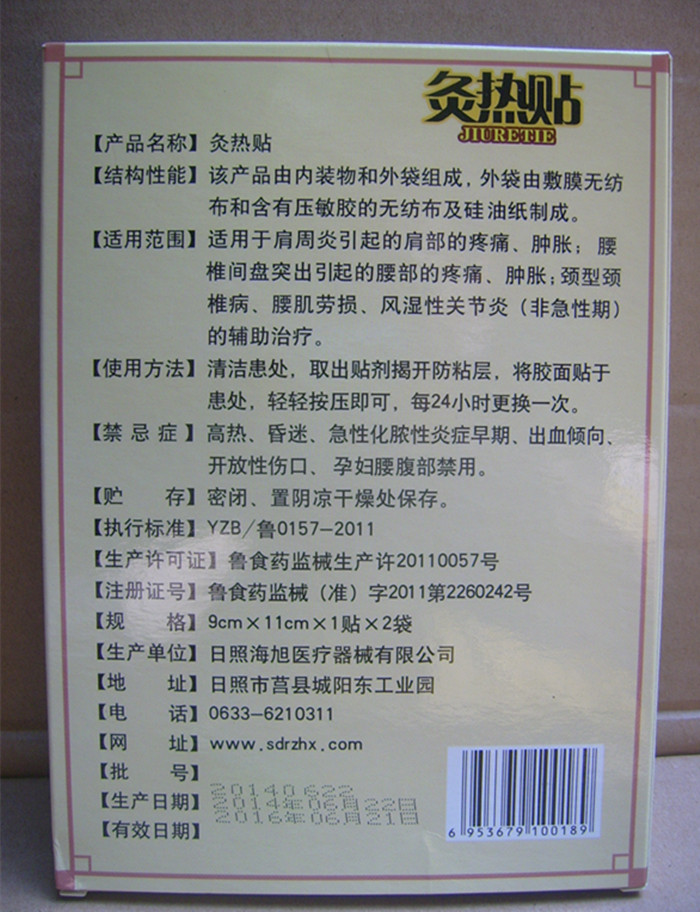 灸热贴
JIURETIE
【产品名称】灸热贴
【结构性能】该产品由内装物和外袋组成，外袋由敷膜无纺
布和含有压敏胶的无纺布及硅油纸制成。
【适用范围】适用于肩周炎引起的肩部的疼痛、肿胀；腰
椎间盘突出引起的腰部的疼痛、肿胀；颈型颈
椎病、腰肌劳损、风湿性关节炎（非急性期）
的辅助治疗。
【使用方法】清洁患处，取出贴剂揭开防粘层，将胶面贴于
患处，轻轻按压即可，每24小时更换一次。
【禁忌症】高热、昏迷、急性化脓性炎症早期、出血倾向、
开放性伤口、孕妇腰腹部禁用。
【贮 存】密闭、置阴凉干燥处保存。
【执行标准】YZB/鲁0157-2011
【生产许可证】鲁食药监械生产许20110057号
【注册证号】鲁食药监械（准）字2011第2260242号
【规 格】9cm×11cm×1贴×2袋
【生产单位】日照海旭医疗器械有限公司
【地 址】日照市莒县城阳东工业园
【电 话】0633-6210311
【网 址】www.sdrzhx.com
【批 号】20140622
【生产日期】2014年06月22日
【有效日期】2016年06月21日
6 953679 100189